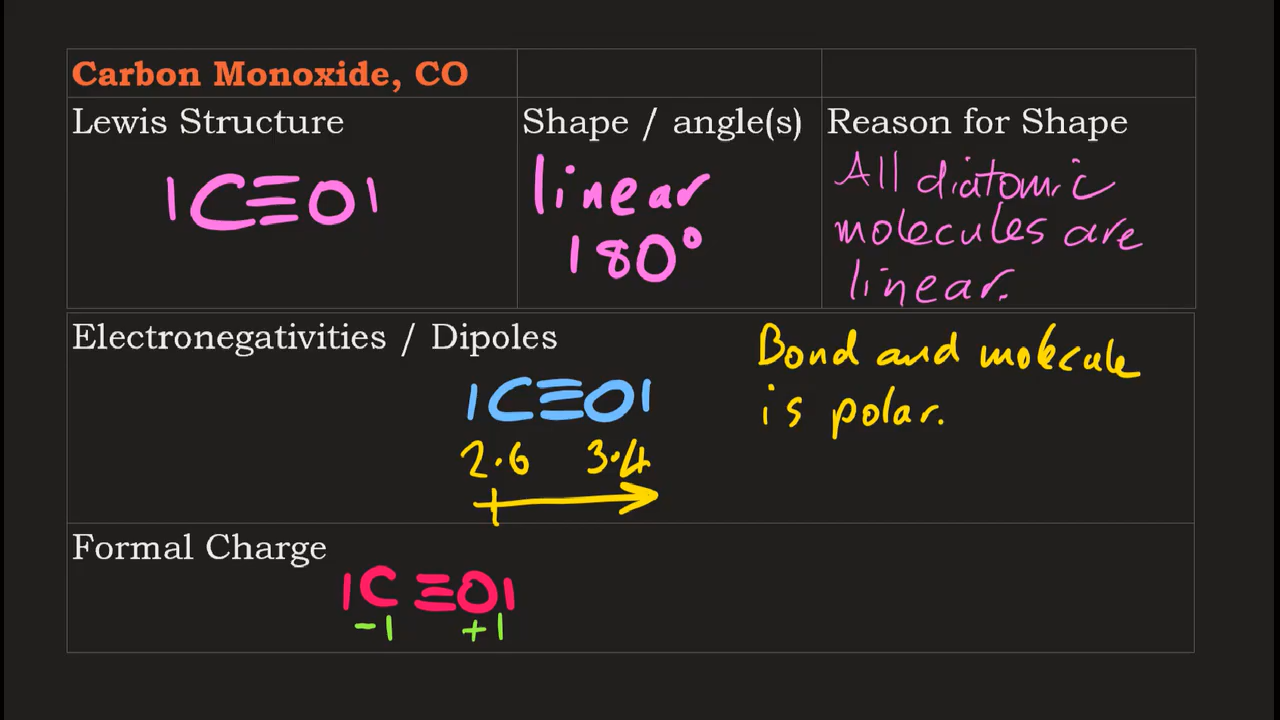 Carbon Monoxide, CO
Lewis Structure
|C≡O|
Shape / angle(s)
linear
180°
Reason for Shape
All diatomic
molecules are
linear.
Electronegativities / Dipoles
|C≡O|
2.6 3.4
Bond and molecule
is polar.
Formal Charge
|C≡O|
-1 +1